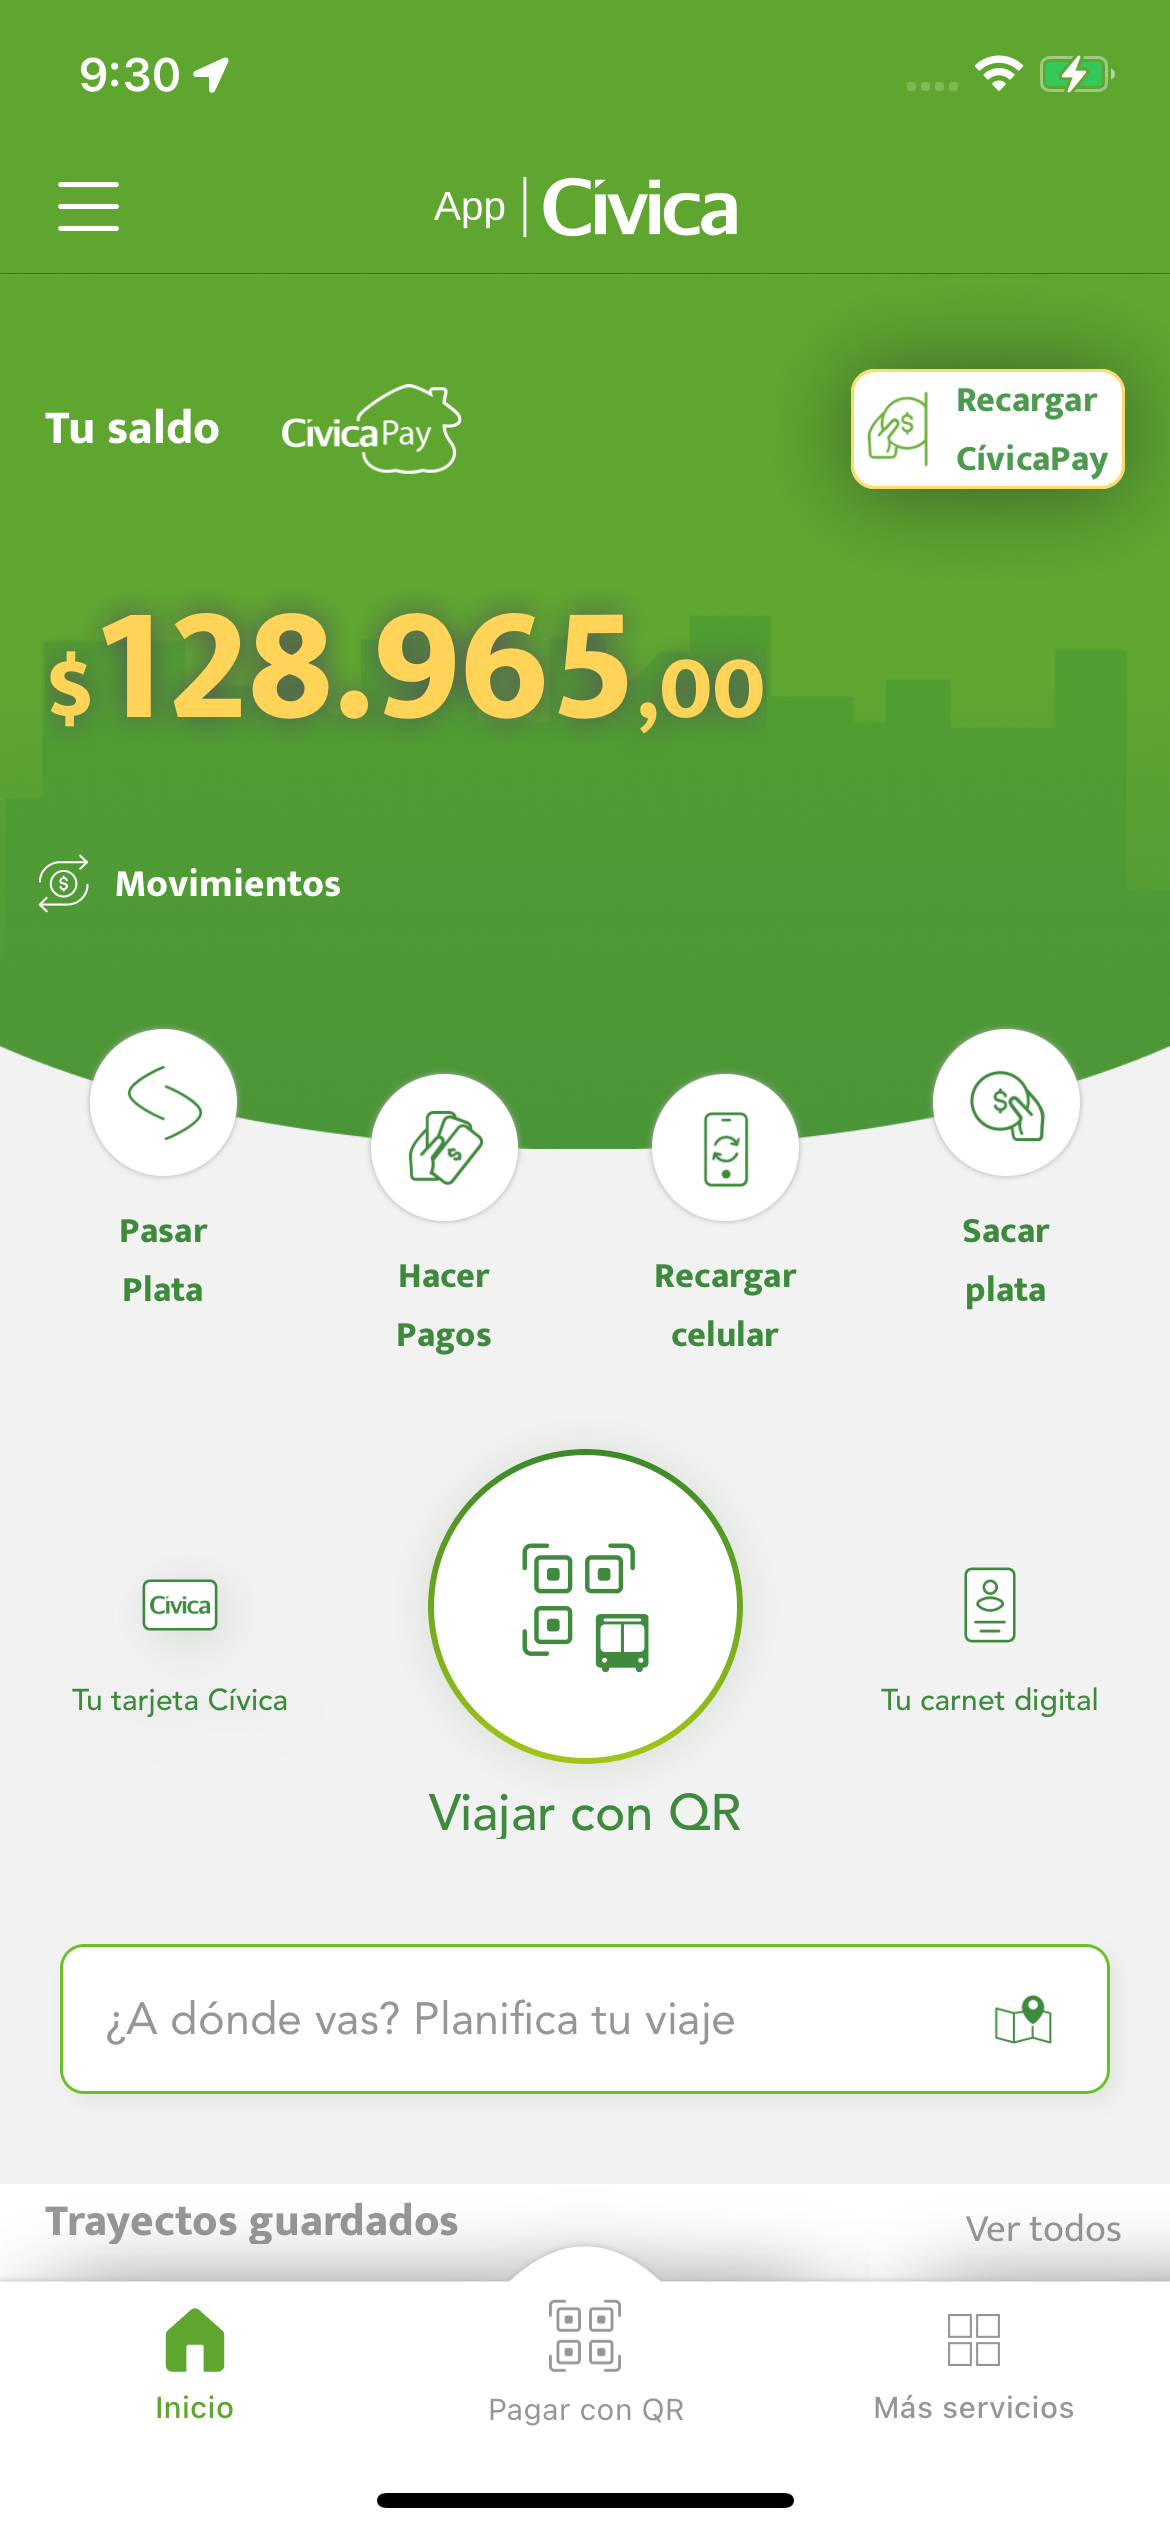 9:30
App | Cívica
Tu saldo
CívicaPay
Recargar
CívicaPay
$128.965,00
Movimientos
Pasar
Plata
Hacer
Pagos
Recargar
celular
Sacar
plata
Cívica
Tu tarjeta Cívica
Tu carnet digital
Viajar con QR
¿A dónde vas? Planifica tu viaje
Trayectos guardados
Ver todos
Inicio
Pagar con QR
Más servicios